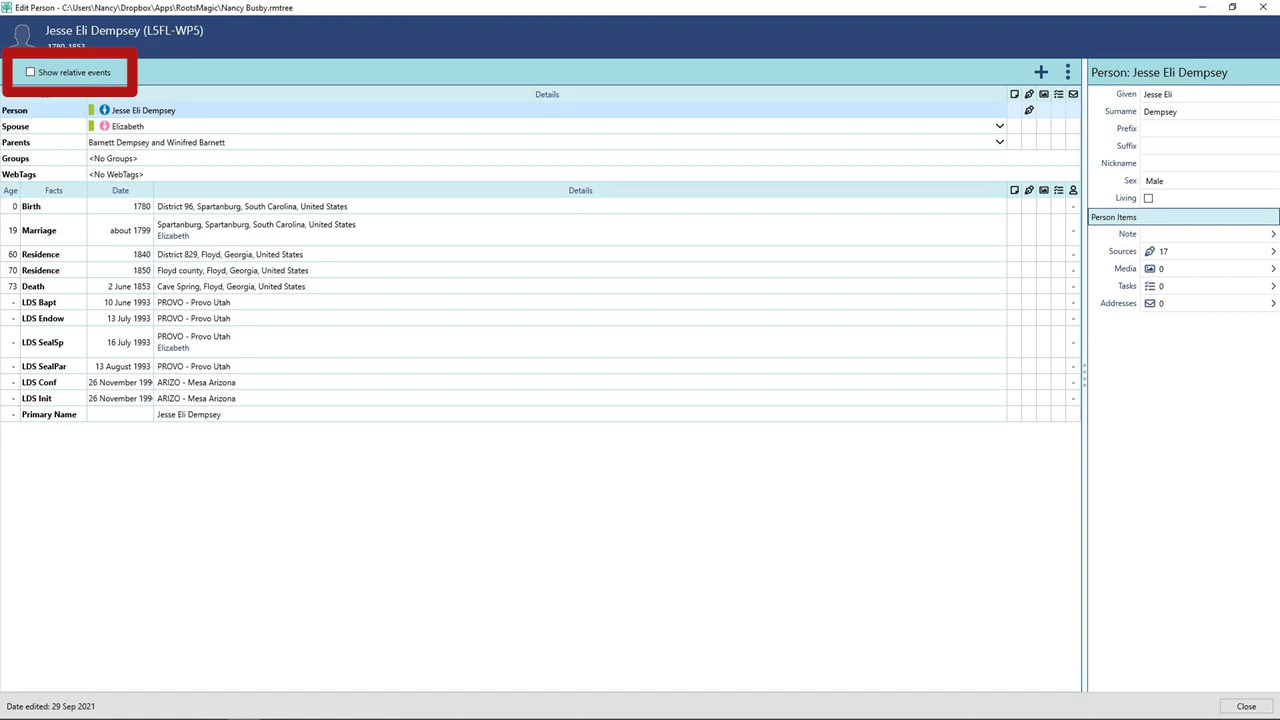 Edit Person - C:\Users\Nancy\Dropbox\Apps\RootsMagic\Nancy Busby.rmtree
Jesse Eli Dempsey (L5FL-WP5)
1780-1853
Show relative events
Details
Person Jesse Eli Dempsey
Spouse Elizabeth
Parents Barnett Dempsey and Winifred Barnett
Groups <No Groups>
WebTags <No WebTags>
Age Facts Date Details
0 Birth 1780 District 96, Spartanburg, South Carolina, United States -
19 Marriage about 1799 Spartanburg, Spartanburg, South Carolina, United States -
Elizabeth
60 Residence 1840 District 829, Floyd, Georgia, United States -
70 Residence 1850 Floyd county, Floyd, Georgia, United States -
73 Death 2 June 1853 Cave Spring, Floyd, Georgia, United States -
- LDS Bapt 10 June 1993 PROVO - Provo Utah -
- LDS Endow 13 July 1993 PROVO - Provo Utah -
- LDS SealSp 16 July 1993 PROVO - Provo Utah -
Elizabeth
- LDS SealPar 13 August 1993 PROVO - Provo Utah -
- LDS Conf 26 November 199 ARIZO - Mesa Arizona -
- LDS Init 26 November 199 ARIZO - Mesa Arizona -
- Primary Name Jesse Eli Dempsey
Person: Jesse Eli Dempsey
Given Jesse Eli
Surname Dempsey
Prefix
Suffix
Nickname
Sex Male
Living
Person Items
Note
Sources 17
Media 0
Tasks 0
Addresses 0
Date edited: 29 Sep 2021
Close